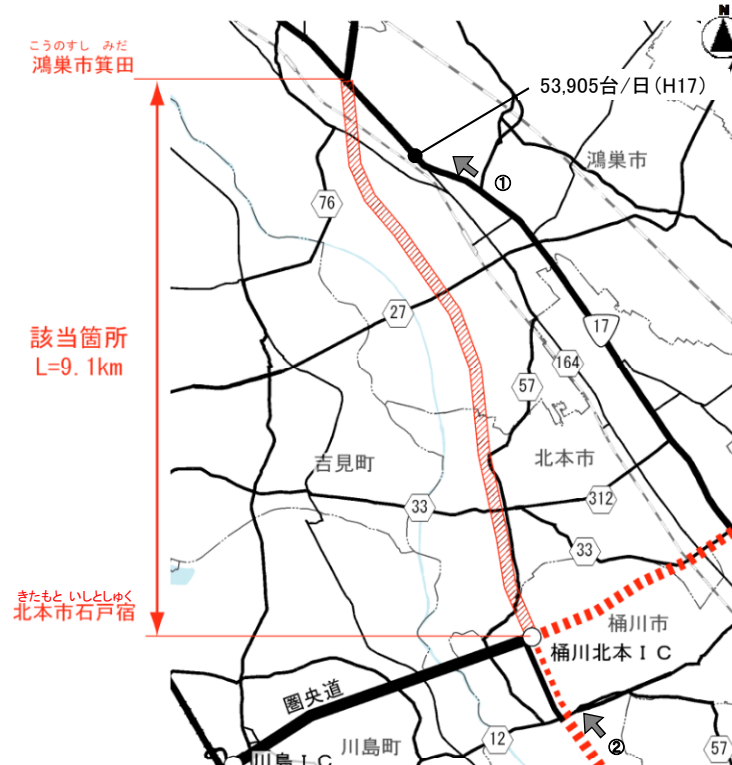 N
こうのすし みだ
鴻巣市箕田
53,905台/日(H17)
鴻巣市
①
76
27
17
該当箇所
L=9.1km
164
57
吉見町
北本市
33
312
33
きたもと いしとしゅく
北本市石戸宿
桶川市
桶川北本IC
圏央道
12
②
57
川島町
川島IC